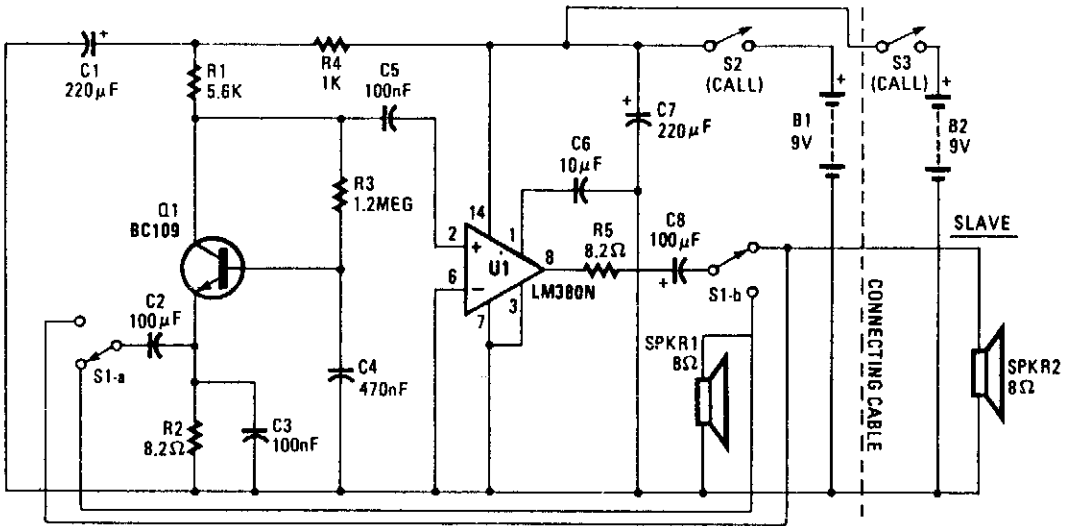 C1
220µF
+
R1
5.6K
R4
1K
C5
100nF
S2
(CALL)
S3
(CALL)
+
C7
220µF
+
B1
9V
+
B2
9V
C6
10µF
R3
1.2MEG
Q1
BC109
14
2
+
1
U1
8
6
−
7
3
LM380N
R5
8.2Ω
C8
100µF
+
S1-b
SLAVE
C2
100µF
S1-a
C4
470nF
SPKR1
8Ω
SPKR2
8Ω
R2
8.2Ω
C3
100nF
CONNECTING CABLE